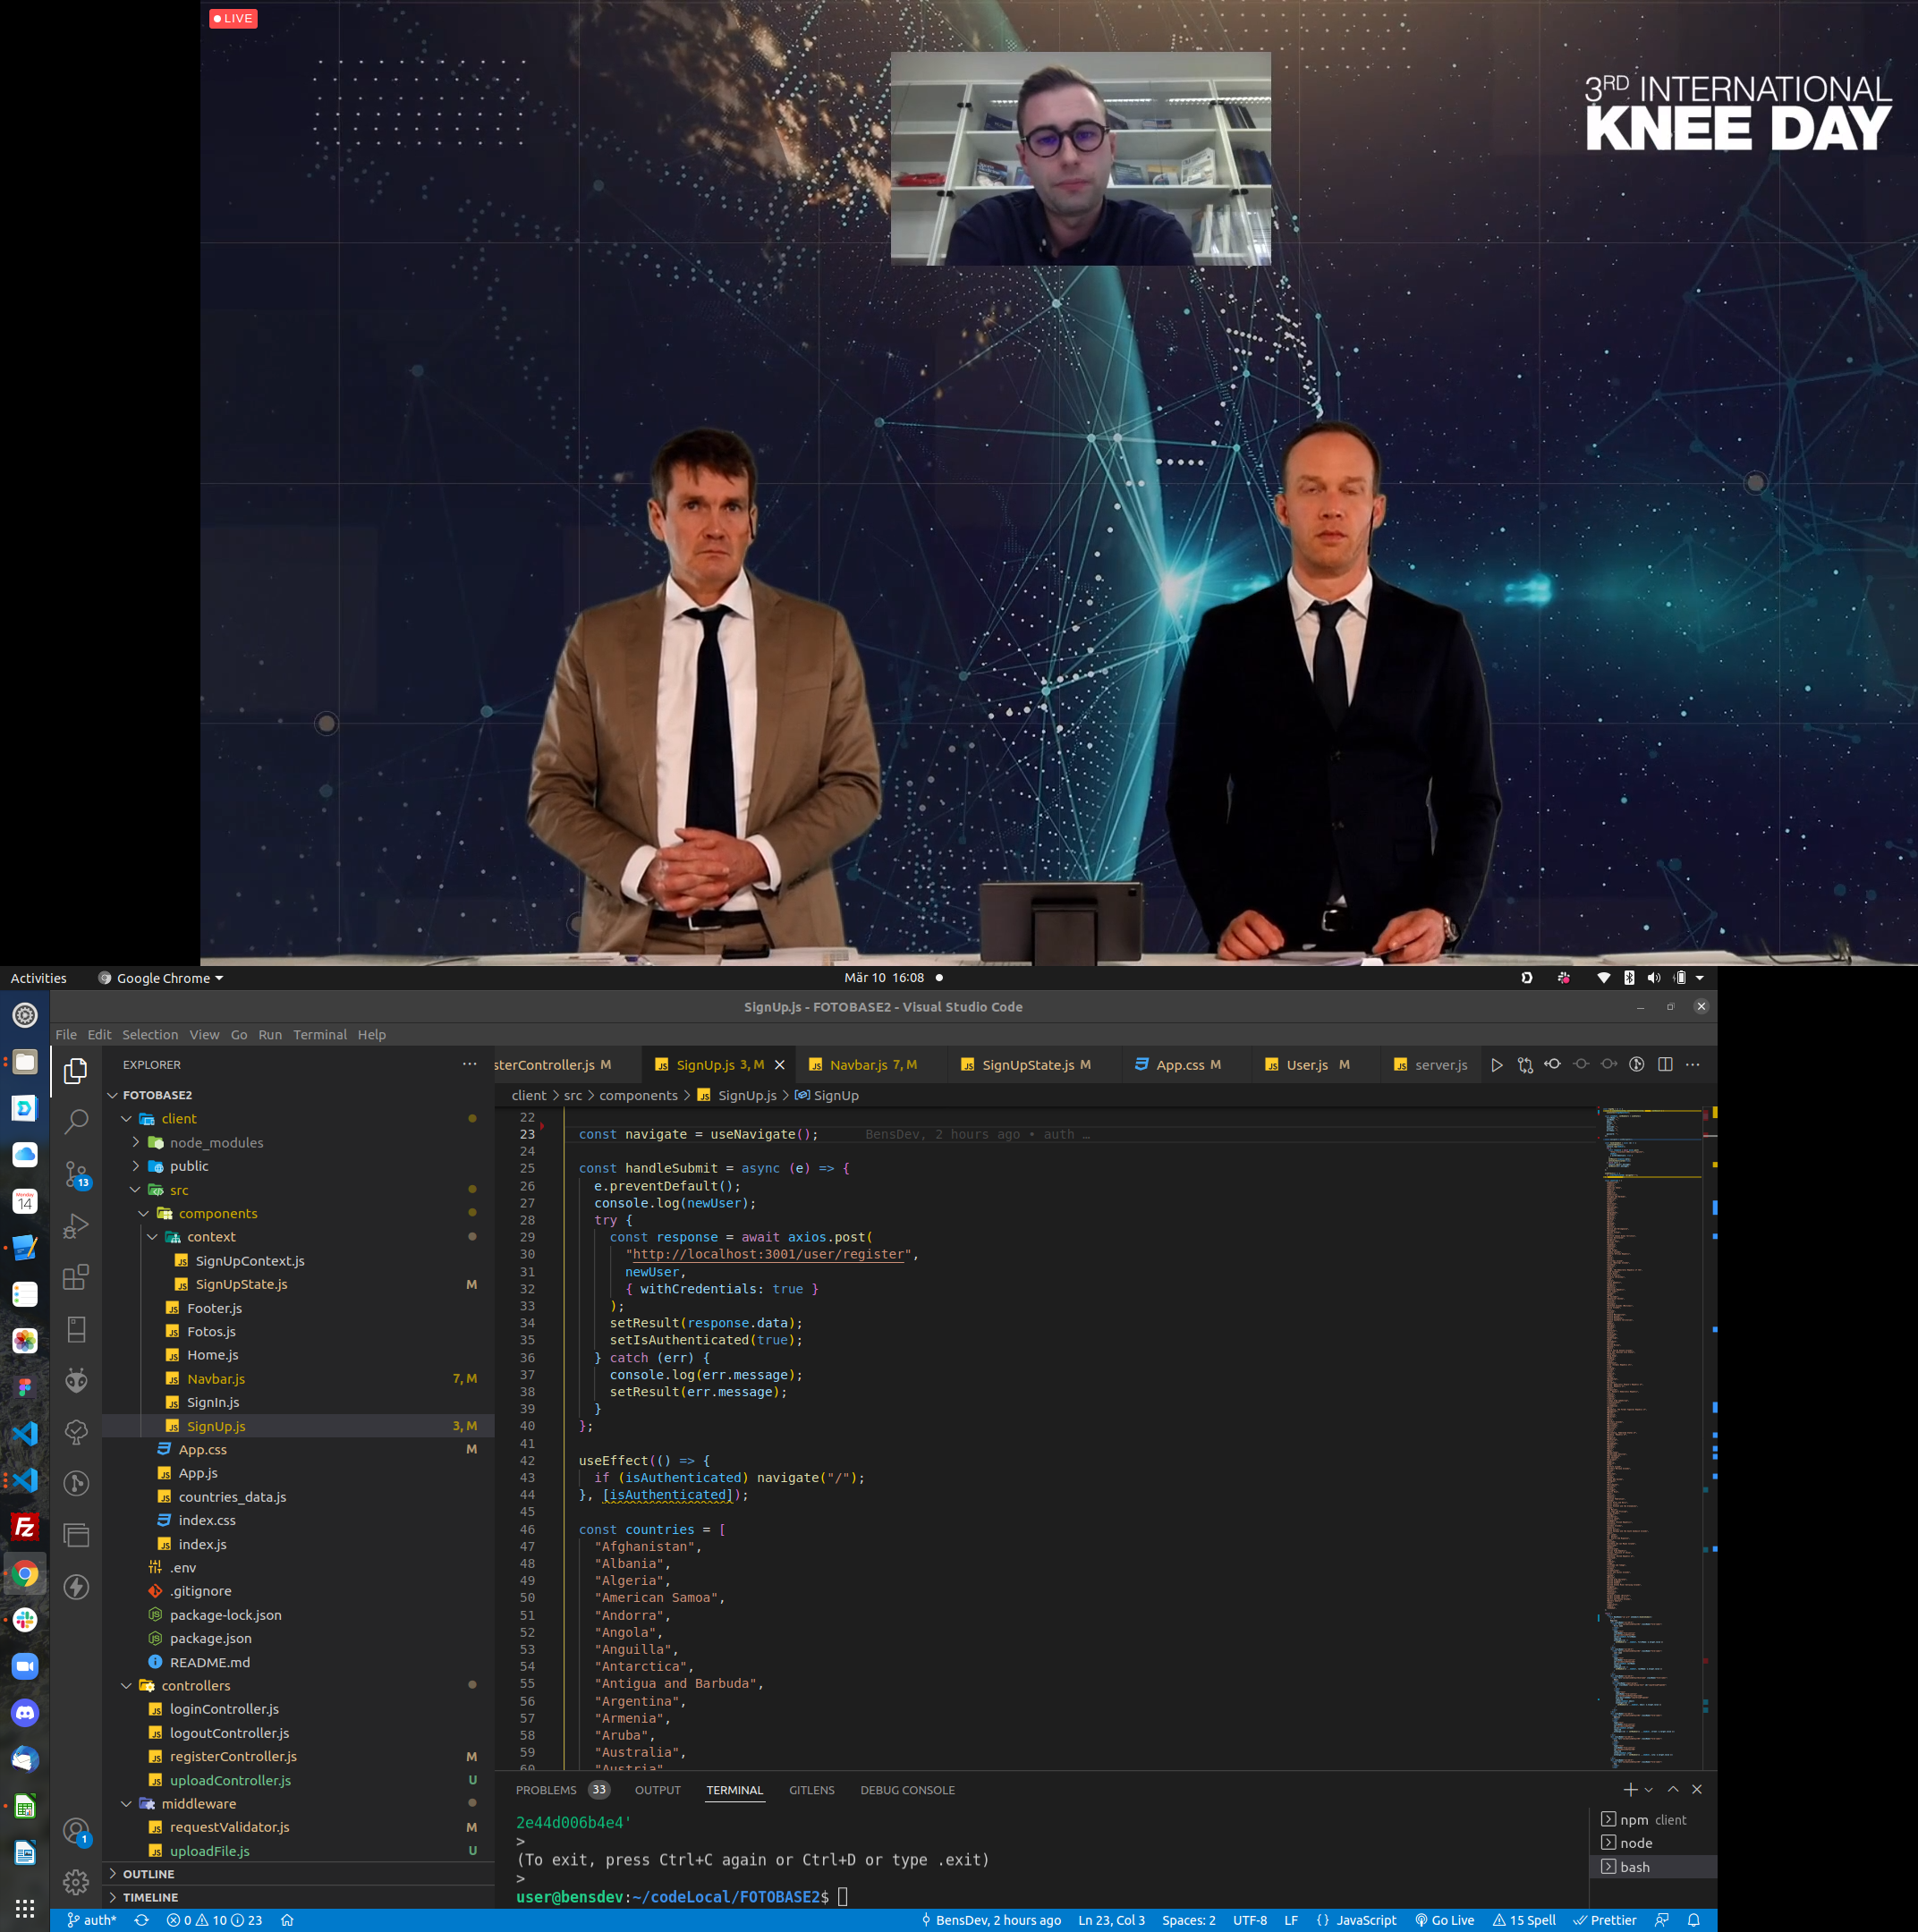 LIVE
3RD INTERNATIONAL
KNEE DAY
Activities
Google Chrome
Mär 10 16:08
SignUp.js - FOTOBASE2 - Visual Studio Code
File Edit Selection View Go Run Terminal Help
EXPLORER
sterController.js M
SignUp.js 3, M
Navbar.js 7, M
SignUpState.js M
App.css M
User.js M
server.js
FOTOBASE2
client
node_modules
public
src
components
context
SignUpContext.js
SignUpState.js M
Footer.js
Fotos.js
Home.js
Navbar.js 7, M
SignIn.js
SignUp.js 3, M
App.css M
App.js
countries_data.js
index.css
index.js
.env
.gitignore
package-lock.json
package.json
README.md
controllers
loginController.js
logoutController.js
registerController.js M
uploadController.js U
middleware
requestValidator.js M
uploadFile.js U
OUTLINE
TIMELINE
13
1
Monday
14
client > src > components > SignUp.js > SignUp
22
23 const navigate = useNavigate(); BensDev, 2 hours ago • auth …
24
25 const handleSubmit = async (e) => {
26 e.preventDefault();
27 console.log(newUser);
28 try {
29 const response = await axios.post(
30 "http://localhost:3001/user/register",
31 newUser,
32 { withCredentials: true }
33 );
34 setResult(response.data);
35 setIsAuthenticated(true);
36 } catch (err) {
37 console.log(err.message);
38 setResult(err.message);
39 }
40 };
41
42 useEffect(() => {
43 if (isAuthenticated) navigate("/");
44 }, [isAuthenticated]);
45
46 const countries = [
47 "Afghanistan",
48 "Albania",
49 "Algeria",
50 "American Samoa",
51 "Andorra",
52 "Angola",
53 "Anguilla",
54 "Antarctica",
55 "Antigua and Barbuda",
56 "Argentina",
57 "Armenia",
58 "Aruba",
59 "Australia",
60 "Austria",
PROBLEMS 33 OUTPUT TERMINAL GITLENS DEBUG CONSOLE
2e44d006b4e4'
>
(To exit, press Ctrl+C again or Ctrl+D or type .exit)
>
user@bensdev:~/codeLocal/FOTOBASE2$
npm client
node
bash
auth* 0 10 23
BensDev, 2 hours ago Ln 23, Col 3 Spaces: 2 UTF-8 LF { } JavaScript Go Live 15 Spell Prettier